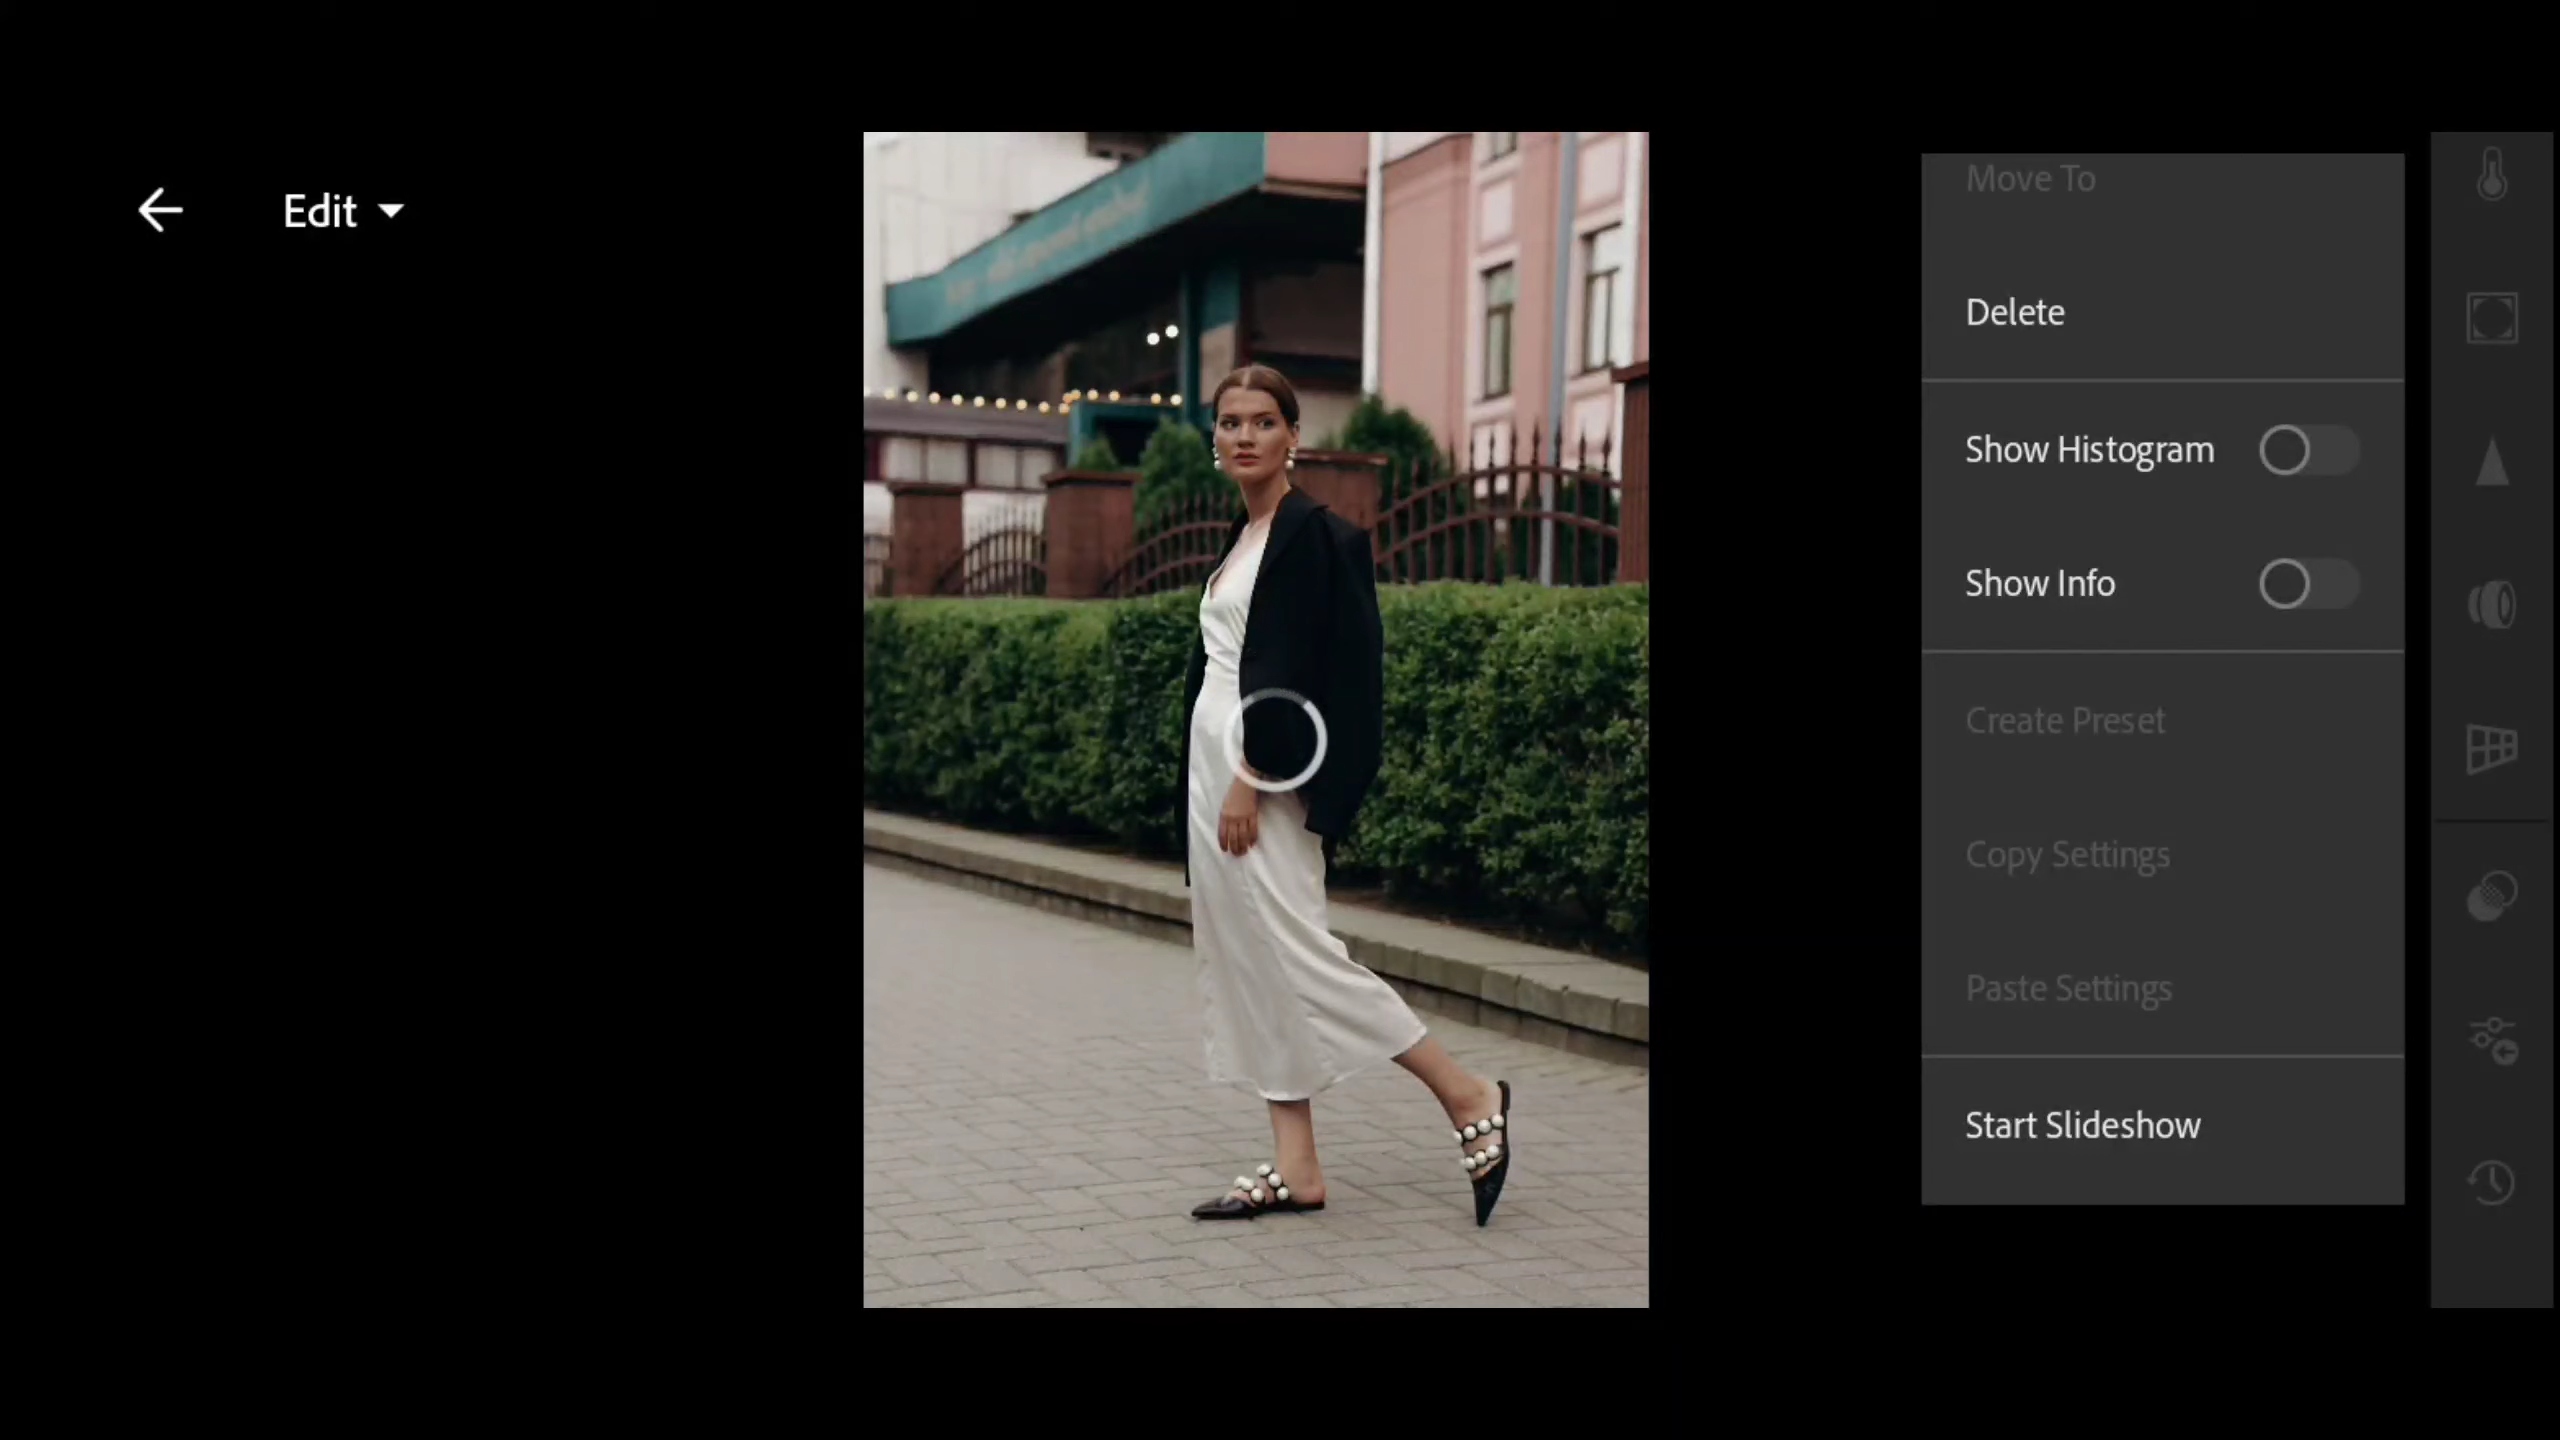 Edit
Move To
Delete
Show Histogram
Show Info
Create Preset
Copy Settings
Paste Settings
Start Slideshow